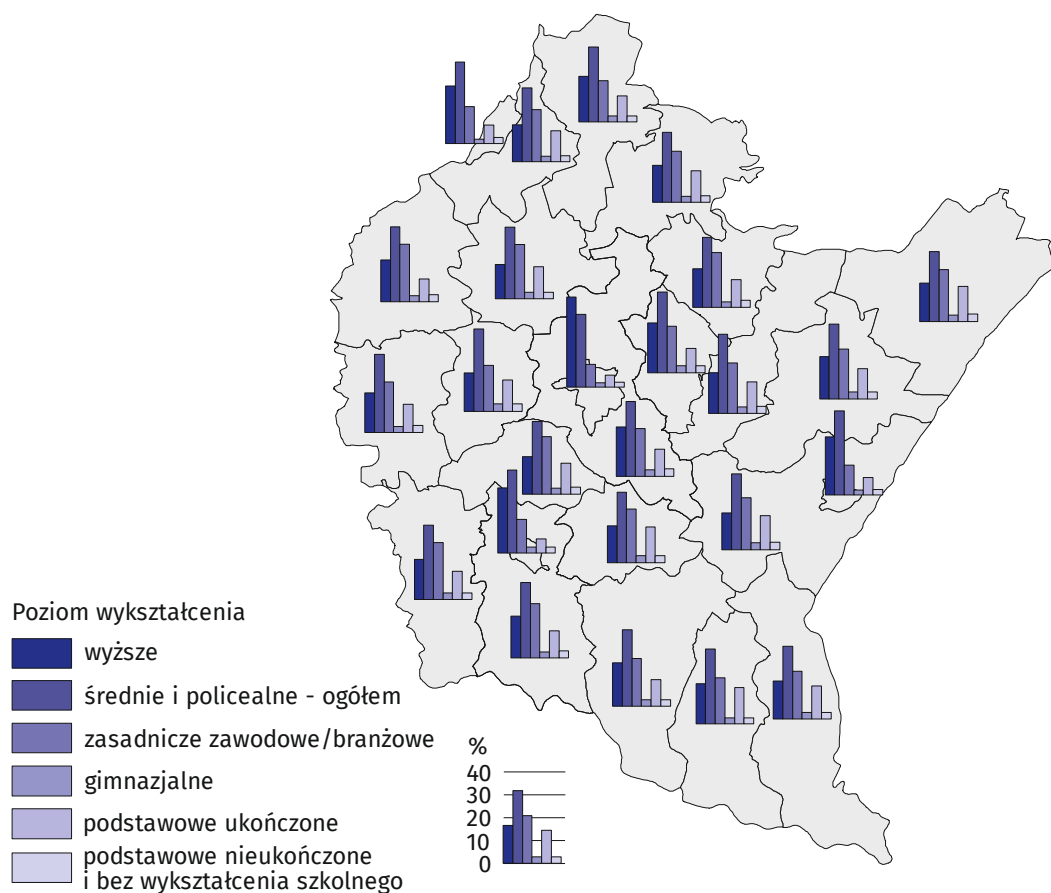 Poziom wykształcenia
wyższe
średnie i policealne - ogółem
zasadnicze zawodowe/branżowe
gimnazjalne
podstawowe ukończone
podstawowe nieukończone
i bez wykształcenia szkolnego
%
40
30
20
10
0